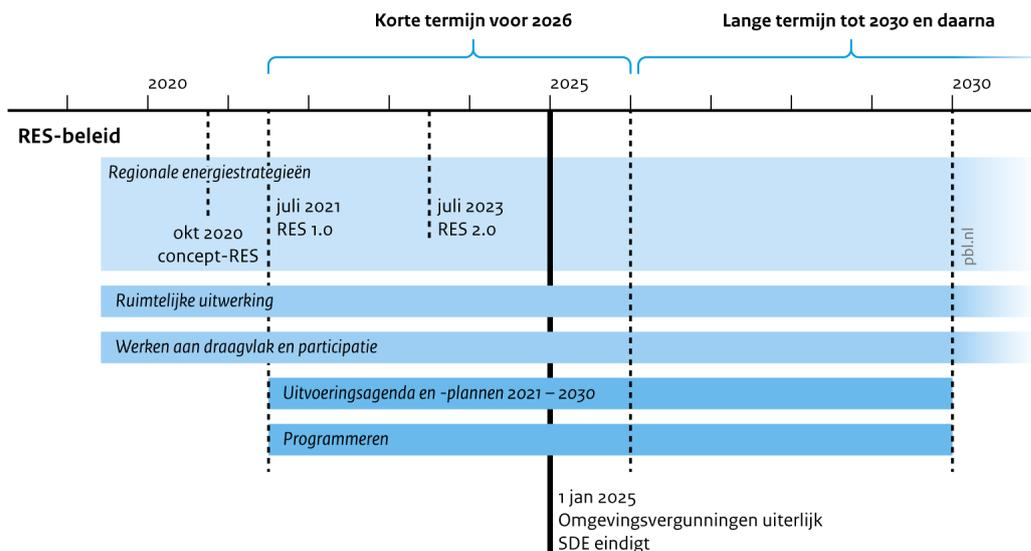 Korte termijn voor 2026
Lange termijn tot 2030 en daarna
2020
2025
2030
RES-beleid
Regionale energiestrategieën
okt 2020
concept-RES
juli 2021
RES 1.0
juli 2023
RES 2.0
pbl.nl
Ruimtelijke uitwerking
Werken aan draagvlak en participatie
Uitvoeringsagenda en -plannen 2021 – 2030
Programmeren
1 jan 2025
Omgevingsvergunningen uiterlijk
SDE eindigt